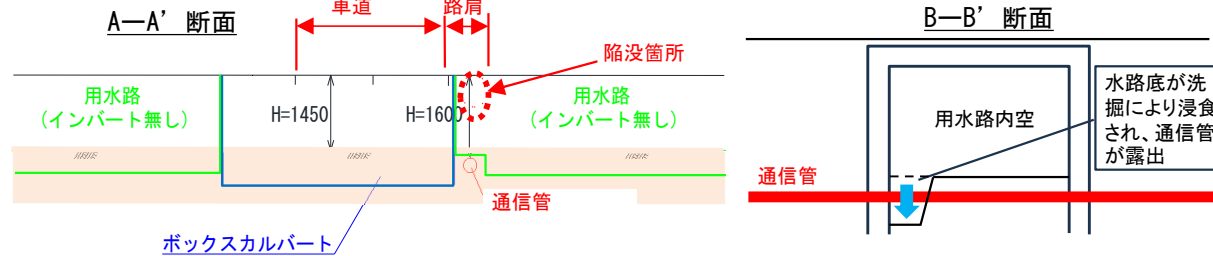 A―A’ 断面
車道
路肩
陥没箇所
用水路
(インバート無し)
H=1450
H=1600
用水路
(インバート無し)
通信管
ボックスカルバート
B―B’ 断面
用水路内空
水路底が洗
掘により浸食
され、通信管
が露出
通信管